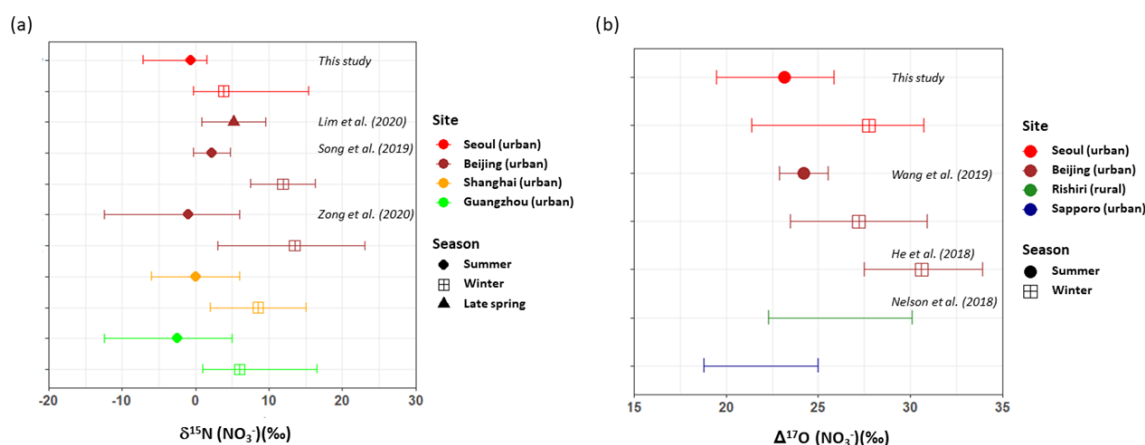 (a)
This study
Lim et al. (2020)
Song et al. (2019)
Zong et al. (2020)
-20 -10 0 10 20 30
δ¹⁵N (NO₃⁻)(‰)
Site
Seoul (urban)
Beijing (urban)
Shanghai (urban)
Guangzhou (urban)
Season
Summer
Winter
Late spring
(b)
This study
Wang et al. (2019)
He et al. (2018)
Nelson et al. (2018)
15 20 25 30 35
Δ¹⁷O (NO₃⁻)(‰)
Site
Seoul (urban)
Beijing (urban)
Rishiri (rural)
Sapporo (urban)
Season
Summer
Winter